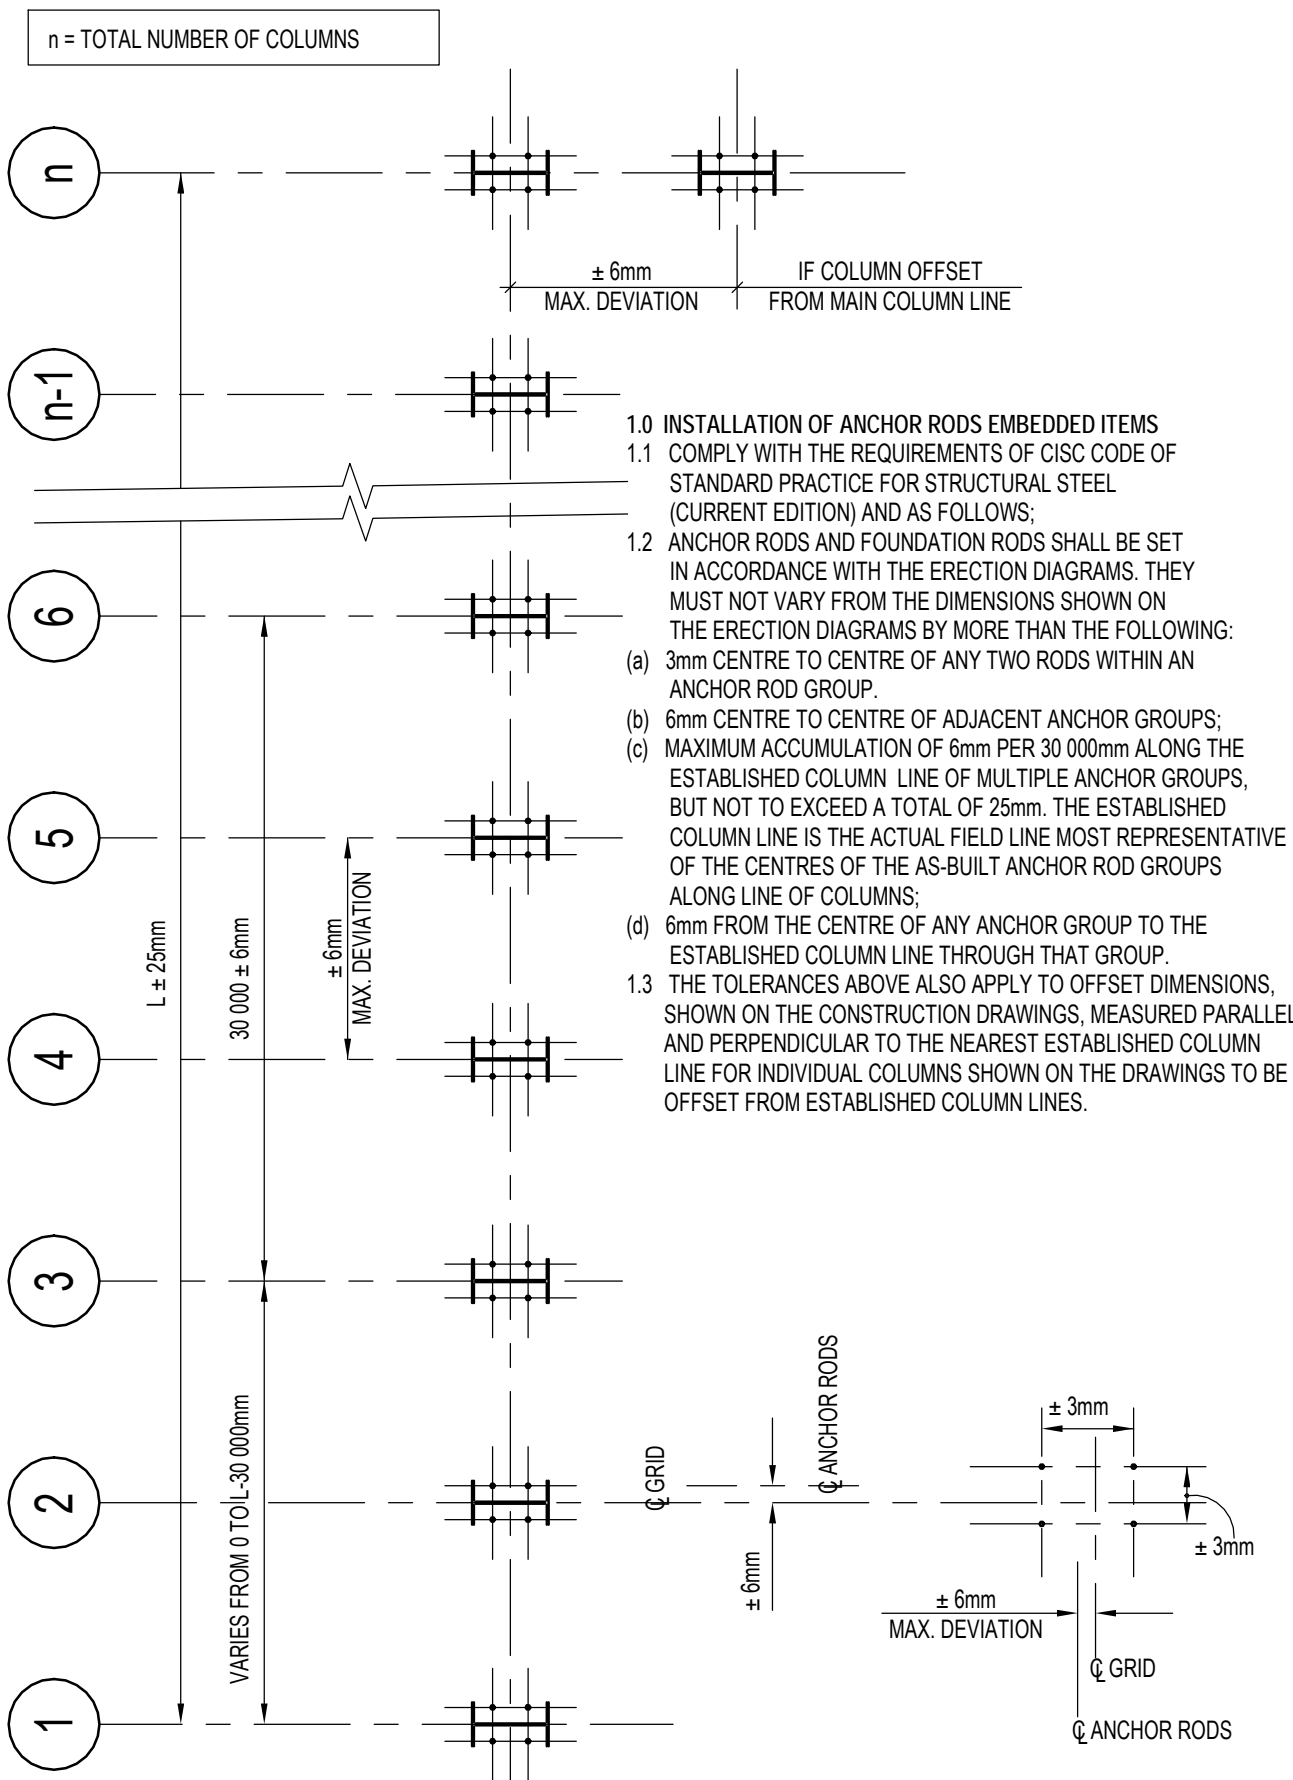 n = TOTAL NUMBER OF COLUMNS
n
± 6mm
MAX. DEVIATION
IF COLUMN OFFSET
FROM MAIN COLUMN LINE
n-1
1.0 INSTALLATION OF ANCHOR RODS EMBEDDED ITEMS
1.1 COMPLY WITH THE REQUIREMENTS OF CISC CODE OF
STANDARD PRACTICE FOR STRUCTURAL STEEL
(CURRENT EDITION) AND AS FOLLOWS;
1.2 ANCHOR RODS AND FOUNDATION RODS SHALL BE SET
IN ACCORDANCE WITH THE ERECTION DIAGRAMS. THEY
MUST NOT VARY FROM THE DIMENSIONS SHOWN ON
THE ERECTION DIAGRAMS BY MORE THAN THE FOLLOWING:
(a) 3mm CENTRE TO CENTRE OF ANY TWO RODS WITHIN AN
ANCHOR ROD GROUP.
(b) 6mm CENTRE TO CENTRE OF ADJACENT ANCHOR GROUPS;
(c) MAXIMUM ACCUMULATION OF 6mm PER 30 000mm ALONG THE
ESTABLISHED COLUMN LINE OF MULTIPLE ANCHOR GROUPS,
BUT NOT TO EXCEED A TOTAL OF 25mm. THE ESTABLISHED
COLUMN LINE IS THE ACTUAL FIELD LINE MOST REPRESENTATIVE
OF THE CENTRES OF THE AS-BUILT ANCHOR ROD GROUPS
ALONG LINE OF COLUMNS;
(d) 6mm FROM THE CENTRE OF ANY ANCHOR GROUP TO THE
ESTABLISHED COLUMN LINE THROUGH THAT GROUP.
1.3 THE TOLERANCES ABOVE ALSO APPLY TO OFFSET DIMENSIONS,
SHOWN ON THE CONSTRUCTION DRAWINGS, MEASURED PARALLEL
AND PERPENDICULAR TO THE NEAREST ESTABLISHED COLUMN
LINE FOR INDIVIDUAL COLUMNS SHOWN ON THE DRAWINGS TO BE
OFFSET FROM ESTABLISHED COLUMN LINES.
6
5
L ± 25mm
30 000 ± 6mm
± 6mm
MAX. DEVIATION
4
3
VARIES FROM 0 TO L-30 000mm
2
℄ GRID
℄ ANCHOR RODS
± 6mm
± 3mm
± 3mm
± 6mm
MAX. DEVIATION
℄ GRID
℄ ANCHOR RODS
1